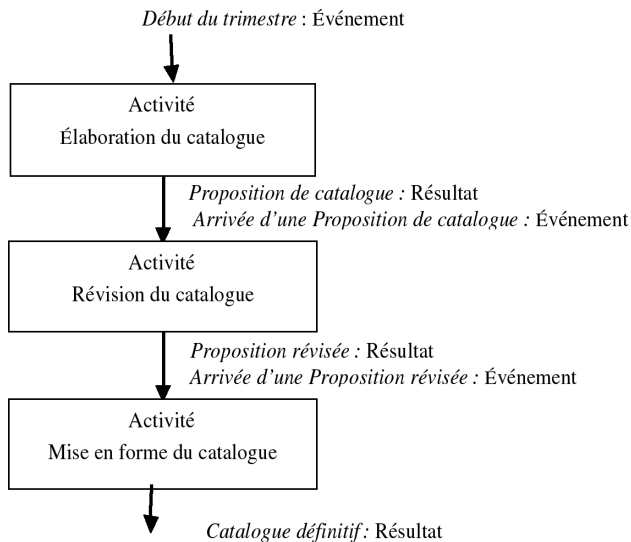 Début du trimestre : Événement
Activité
Élaboration du catalogue
Proposition de catalogue : Résultat
Arrivée d’une Proposition de catalogue : Événement
Activité
Révision du catalogue
Proposition révisée : Résultat
Arrivée d’une Proposition révisée : Événement
Activité
Mise en forme du catalogue
Catalogue définitif : Résultat